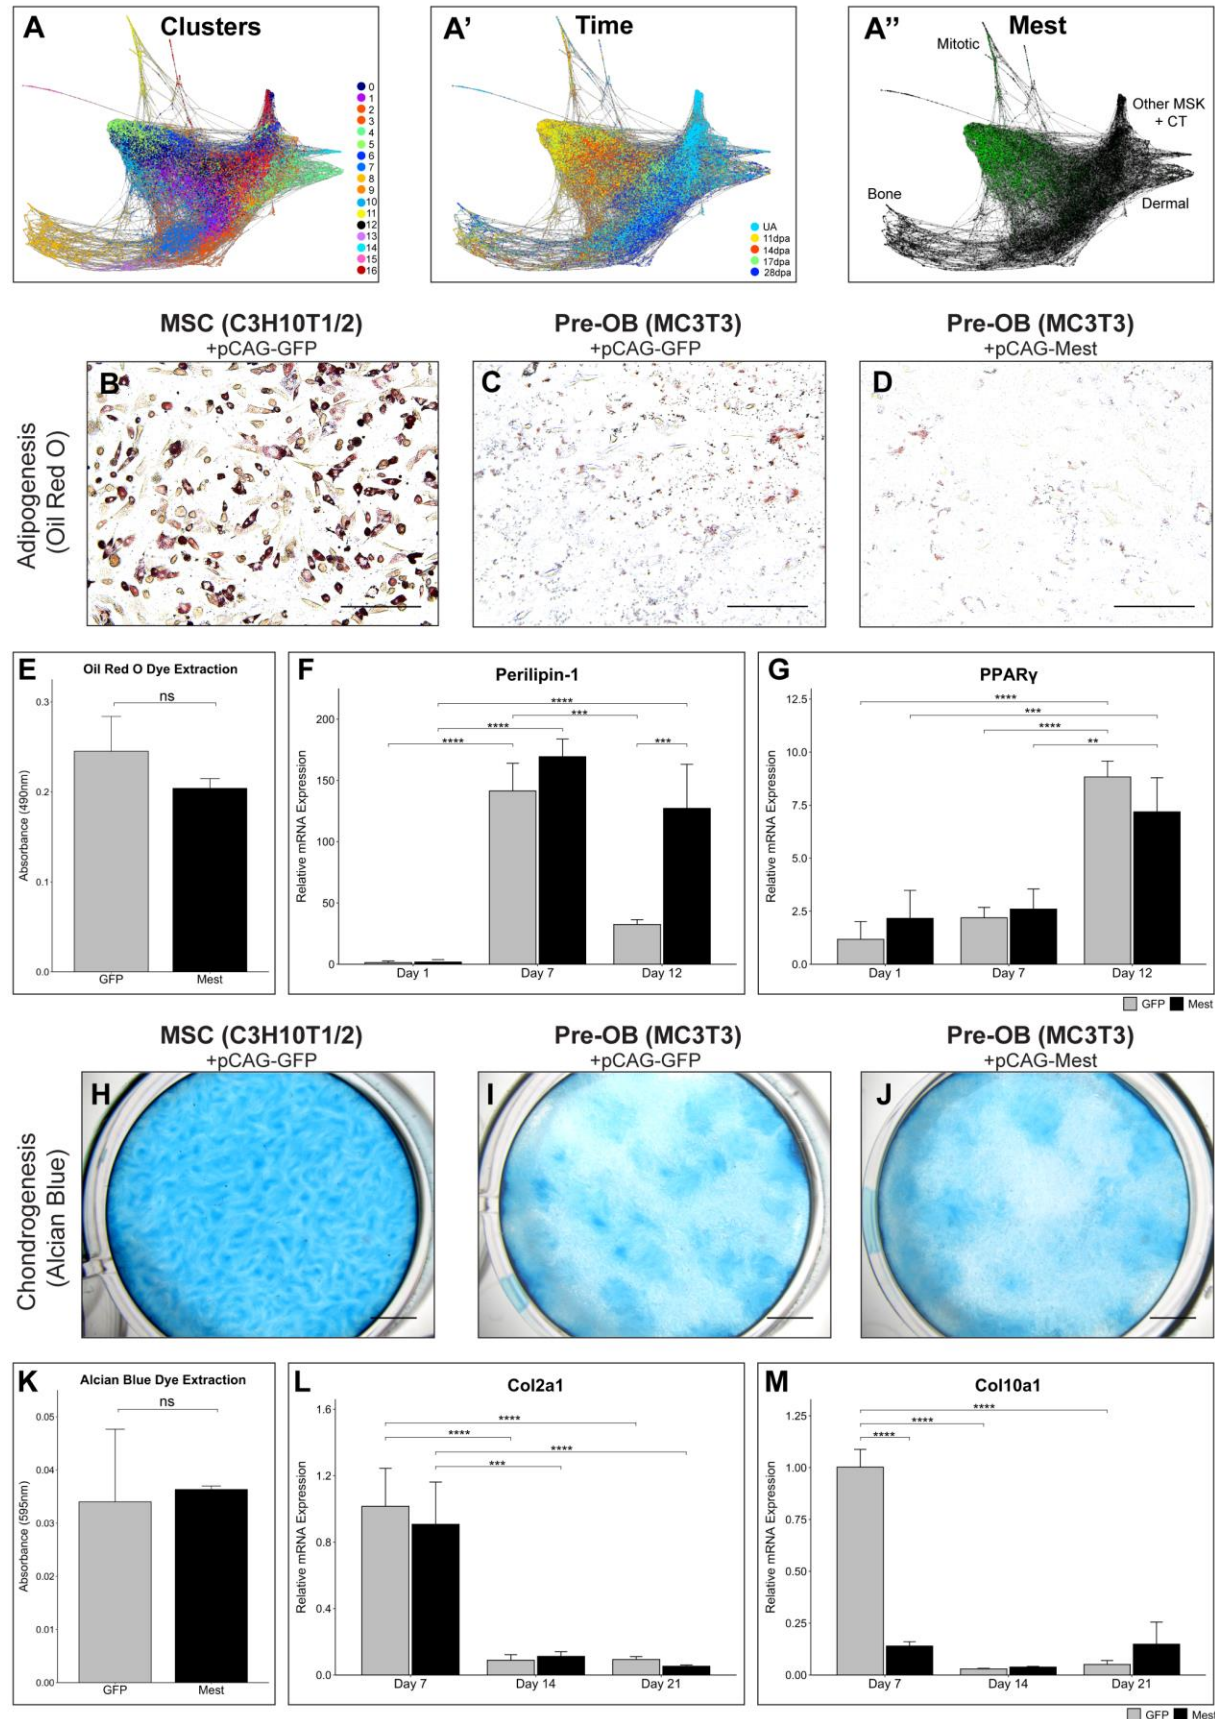 A Clusters
0
1
2
3
4
5
6
7
8
9
10
11
12
13
14
15
16
A’ Time
UA
11dpa
14dpa
17dpa
28dpa
A’’ Mest
Mitotic
Other MSK
+ CT
Bone
Dermal
MSC (C3H10T1/2)
+pCAG-GFP
Pre-OB (MC3T3)
+pCAG-GFP
Pre-OB (MC3T3)
+pCAG-Mest
Adipogenesis
(Oil Red O)
B
C
D
E
Oil Red O Dye Extraction
ns
Absorbance (490nm)
0.3
0.2
0.1
0.0
GFP Mest
F
Perilipin-1
****
***
****
****
***
Relative mRNA Expression
200
150
100
50
0
Day 1 Day 7 Day 12
G
PPARγ
****
***
****
**
Relative mRNA Expression
12.5
10.0
7.5
5.0
2.5
0.0
Day 1 Day 7 Day 12
GFP Mest
MSC (C3H10T1/2)
+pCAG-GFP
Pre-OB (MC3T3)
+pCAG-GFP
Pre-OB (MC3T3)
+pCAG-Mest
Chondrogenesis
(Alcian Blue)
H
I
J
K
Alcian Blue Dye Extraction
ns
Absorbance (595nm)
0.05
0.04
0.03
0.02
0.01
0.00
GFP Mest
L
Col2a1
****
****
****
***
Relative mRNA Expression
1.6
1.2
0.8
0.4
0.0
Day 7 Day 14 Day 21
M
Col10a1
****
****
****
Relative mRNA Expression
1.25
1.00
0.75
0.50
0.25
0.00
Day 7 Day 14 Day 21
GFP Mest